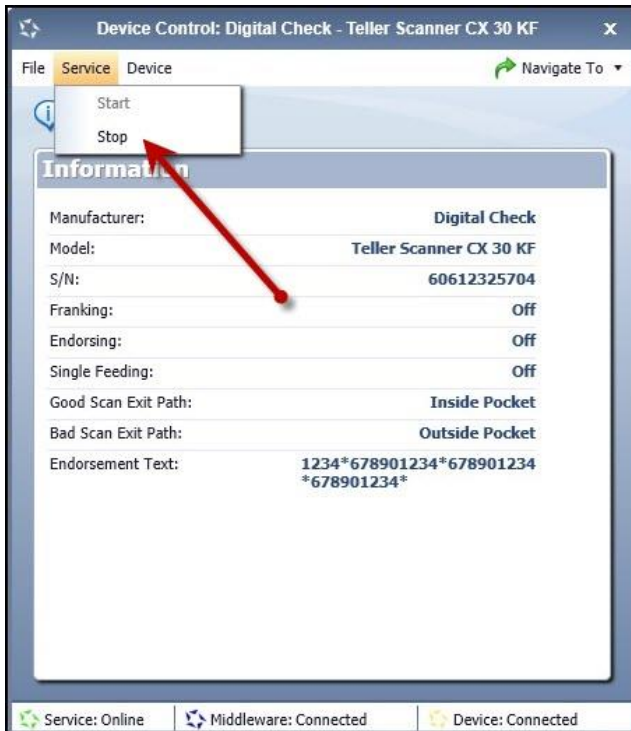 Device Control: Digital Check - Teller Scanner CX 30 KF x
File Service Device Navigate To
Start
Stop
Information
Manufacturer: Digital Check
Model: Teller Scanner CX 30 KF
S/N: 60612325704
Franking: Off
Endorsing: Off
Single Feeding: Off
Good Scan Exit Path: Inside Pocket
Bad Scan Exit Path: Outside Pocket
Endorsement Text: 1234*678901234*678901234
*678901234*
Service: Online Middleware: Connected Device: Connected